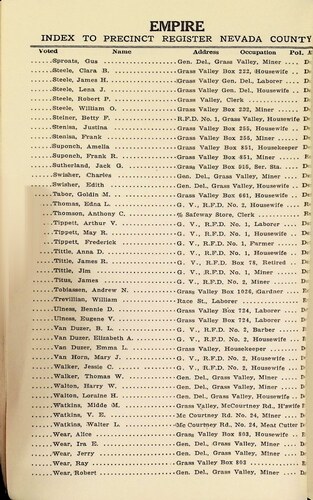 EMPIRE
INDEX TO PRECINCT REGISTER NEVADA COUNTY
Voted Name Address Occupation Pol.
Sproats, Gus Gen. Del., Grass Valley, Miner
Steele, Clara B. Grass Valley Box 222, Housewife
Steele, James H. Grass Valley Gen. Del., Laborer
Steele, Lena J. Grass Valley Gen. Del., Housewife
Steele, Robert P. Grass Valley, Clerk
Steele, William O. Grass Valley Box 222, Miner
Steiner, Betty F. R.F.D. No. 1, Grass Valley, Housewife
Stenisa, Justina Grass Valley Box 255, Housewife
Stenisa, Frank Grass Valley Box 256, Miner
Suponch, Amelia Grass Valley Box 851, Housekeeper
Suponch, Frank R. Grass Valley Box 451, Miner
Sutherland, Jack G. Grass Valley Box 515, Ser. Sta.
Swisher, Charles Gen. Del., Grass Valley, Miner
Swisher, Edith Gen. Del., Grass Valley, Housewife
Tabor, Goldin M. Grass Valley Box 661, Housewife
Thomas, Edna L. G. V., R.F.D. No. 2, Housewife
Thomson, Anthony C. % Safeway Store, Clerk
Tippett, Arthur V. G. V., R.F.D. No. 1, Laborer
Tippett, May R. G. V., R.F.D. No. 1, Housewife
Tippett, Frederick G. V., R.F.D. No. 1, Farmer
Tittle, Anna D. G. V., R.F.D. No. 1, Housewife
Tittle, James R. G. V., R.F.D. Box 78, Retired
Tittle, Jim G. V., R.F.D. No. 1, Miner
Titus, James G. V., R.F.D. No. 2, Miner
Tobiassen, Andrew N. Grass Valley Box 1026, Gardner
Trevillian, William Race St., Laborer
Ulness, Bennie D. Grass Valley Box 724, Laborer
Ulness, Eugene V. Grass Valley Box 724, Laborer
Van Duzer, B. L. G. V., R.F.D. No. 2, Barber
Van Duzer, Elizabeth A. G. V., R.F.D. No. 2, Housewife
Van Duzer, Emma L. Grass Valley, Housekeeper
Van Horn, Mary J. G. V., R.F.D. No. 2, Housewife
Walker, Jessie C. G. V., R.F.D. No. 2, Housewife
Walker, Thomas W. Gen. Del., Grass Valley, Miner
Walton, Harry W. Gen. Del., Grass Valley, Miner
Walton, Loraine H. Gen. Del., Grass Valley, Housewife
Watkins, Midde M. Grass Valley, McCourtney Rd., H'swife
Watkins, V. E. Mc Courtney Rd. No. 24, Miner
Watkins, Walter L. Mc Courtney Rd., No. 24, Meat Cutter
Wear, Alice Grass Valley Box 803, Housewife
Wear, Ira E. Gen. Del., Grass Valley, Miner
Wear, Jerry Gen. Del., Grass Valley, Miner
Wear, Ray Grass Valley Box 803
Wear, Robert Gen. Del., Grass Valley, Miner